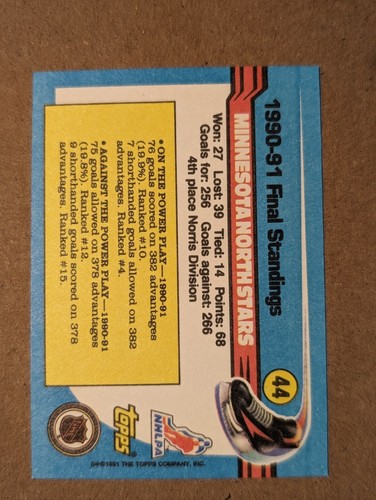 1990-91 Final Standings
MINNESOTA NORTH STARS
44
Won: 27 Lost: 39 Tied: 14 Points: 68
Goals for: 256 Goals against: 266
4th place Norris Division
• ON THE POWER PLAY—1990-91
76 goals scored on 382 advantages
(19.9%). Ranked #10.
7 shorthanded goals allowed on 382
advantages. Ranked #4.
• AGAINST THE POWER PLAY—1990-91
75 goals allowed on 378 advantages
(19.8%). Ranked #12.
9 shorthanded goals scored on 378
advantages. Ranked #15.
NHLPA
TOPPS
NHL
©1991 THE TOPPS COMPANY, INC.